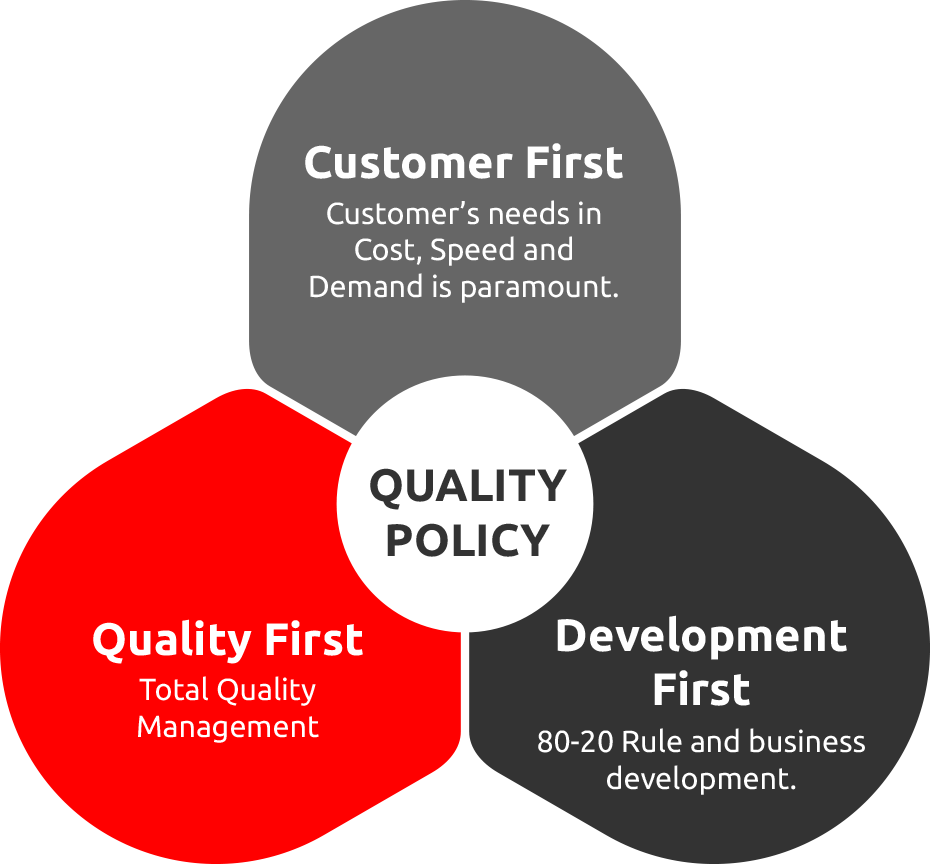 Customer First
Customer’s needs in
Cost, Speed and
Demand is paramount.
QUALITY
POLICY
Quality First
Total Quality
Management
Development
First
80-20 Rule and business
development.